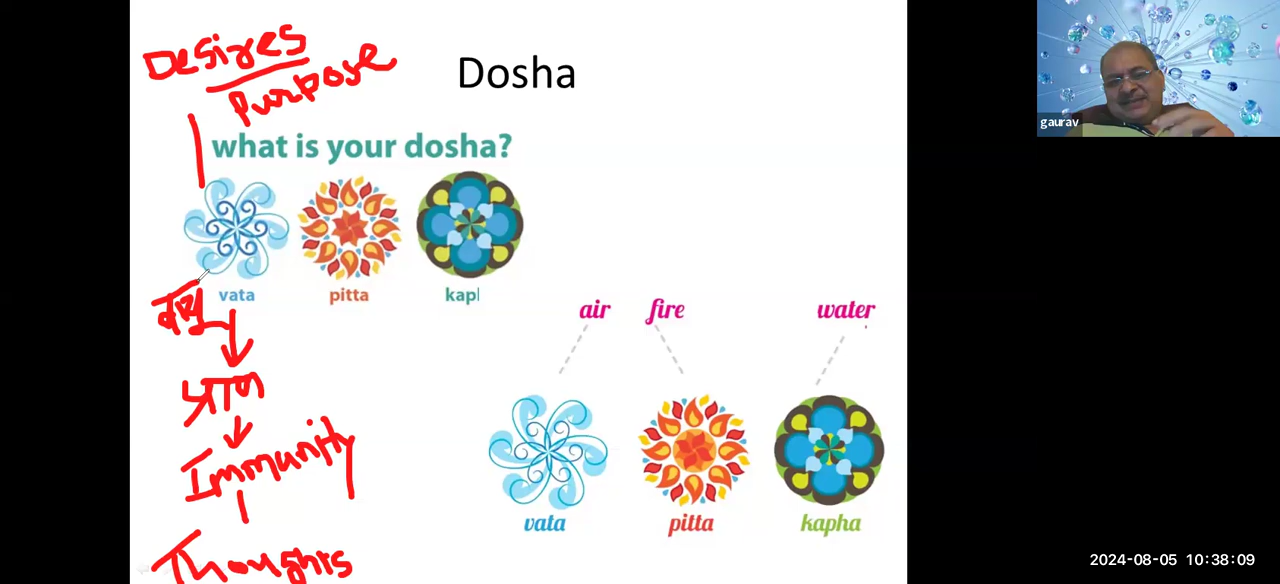 Desires
Purpose
Dosha
what is your dosha?
vata pitta kapl
वायु
प्राण
Immunity
Thoughts
air fire water
vata pitta kapha
gaurav
2024-08-05 10:38:09